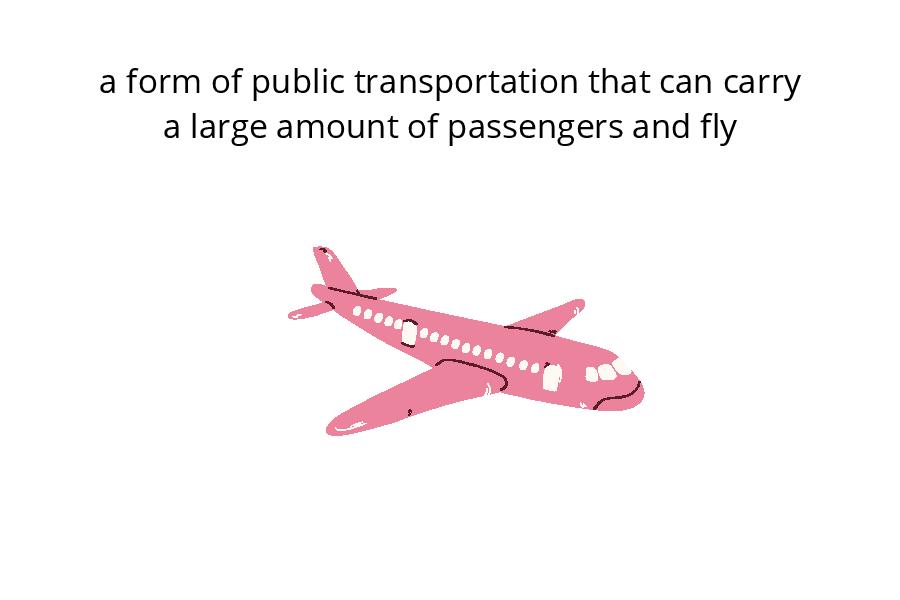 a form of public transportation that can carry
a large amount of passengers and fly